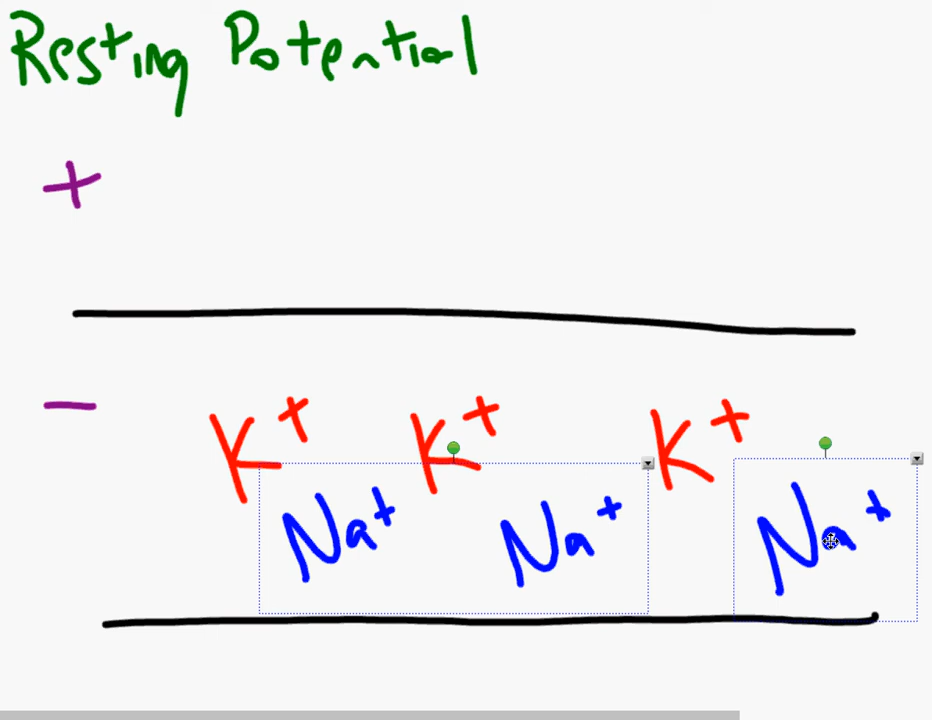 Resting Potential
+
−
K+ K+ K+
Na+ Na+ Na+